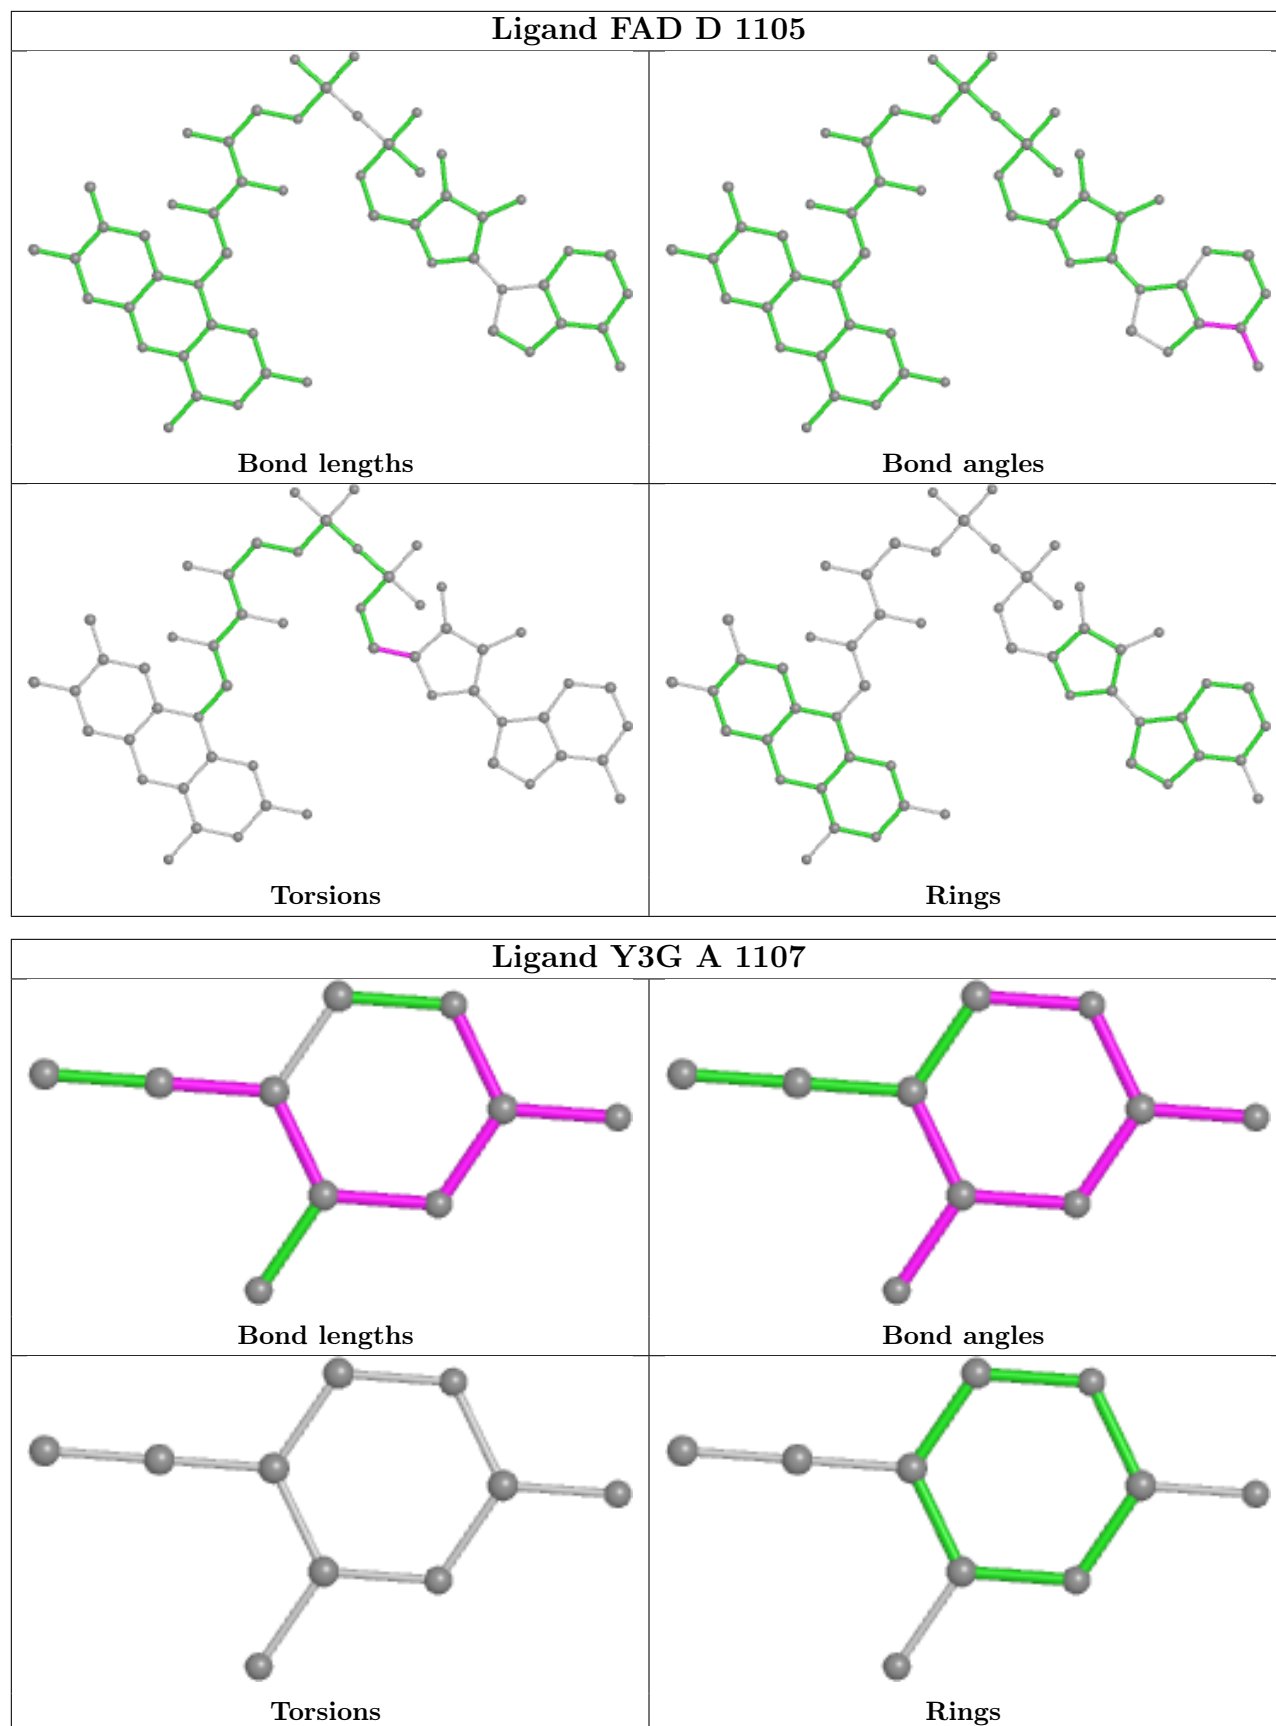 Ligand FAD D 1105
Bond lengths
Bond angles
Torsions
Rings
Ligand Y3G A 1107
Bond lengths
Bond angles
Torsions
Rings